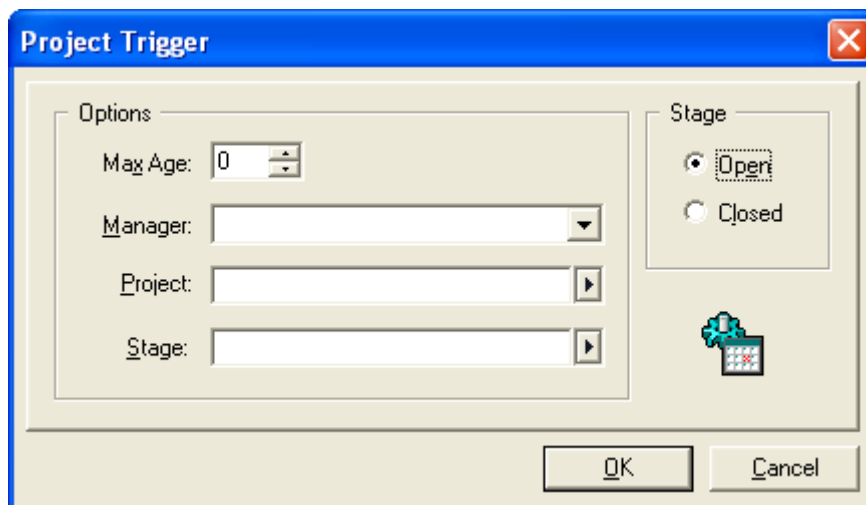 Project Trigger
Options
Max Age: 0
Manager:
Project:
Stage:
Stage
Open
Closed
OK
Cancel